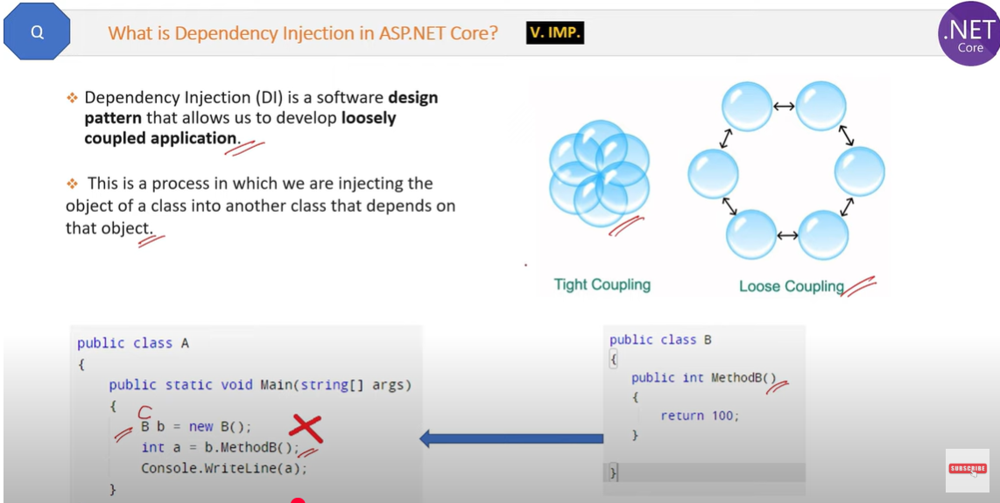 Q
What is Dependency Injection in ASP.NET Core?
V. IMP.
.NET
Core
❖ Dependency Injection (DI) is a software design
pattern that allows us to develop loosely
coupled application.
❖ This is a process in which we are injecting the
object of a class into another class that depends on
that object.
Tight Coupling
Loose Coupling
public class A
{
public static void Main(string[] args)
{
C
B b = new B();
int a = b.MethodB();
Console.WriteLine(a);
}
public class B
{
public int MethodB()
{
return 100;
}
}
SUBSCRIBE